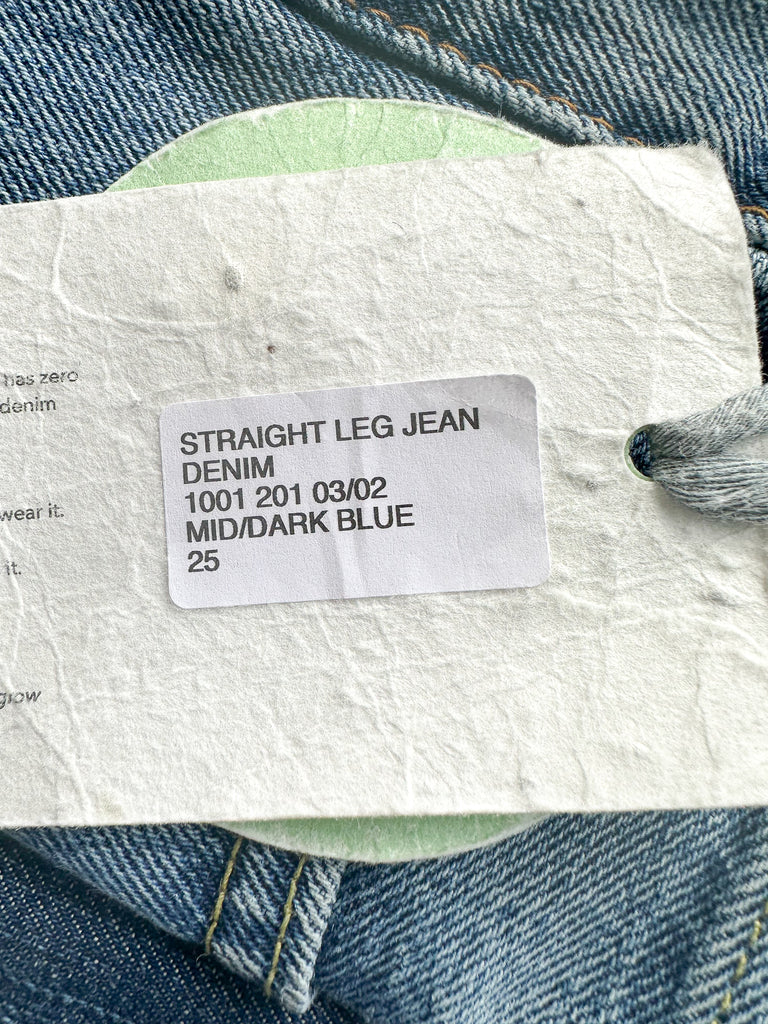 has zero
denim
wear it.
it.
grow
STRAIGHT LEG JEAN
DENIM
1001 201 03/02
MID/DARK BLUE
25